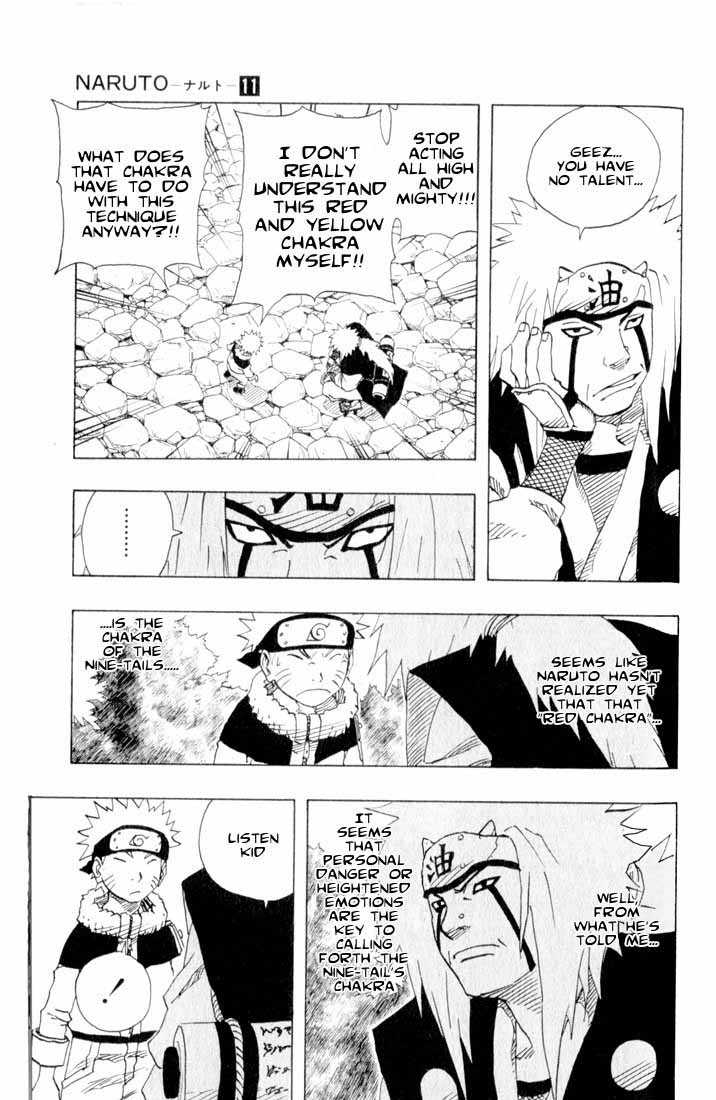 NARUTO —ナルト— 11
GEEZ...
YOU HAVE
NO TALENT...
STOP
ACTING
ALL HIGH
AND
MIGHTY!!!
I DON'T
REALLY
UNDERSTAND
THIS RED
AND YELLOW
CHAKRA
MYSELF!!
WHAT DOES
THAT CHAKRA
HAVE TO DO
WITH THIS
TECHNIQUE
ANYWAY?!!
油
.........
SEEMS LIKE
NARUTO HASN'T
REALIZED YET
THAT THAT
"RED CHAKRA"...
....IS THE
CHAKRA
OF THE
NINE-TAILS.....
WELL,
FROM
WHAT HE'S
TOLD ME...
油
IT
SEEMS
THAT
PERSONAL
DANGER OR
HEIGHTENED
EMOTIONS
ARE THE
KEY TO
CALLING
FORTH THE
NINE-TAIL'S
CHAKRA
LISTEN
KID
!